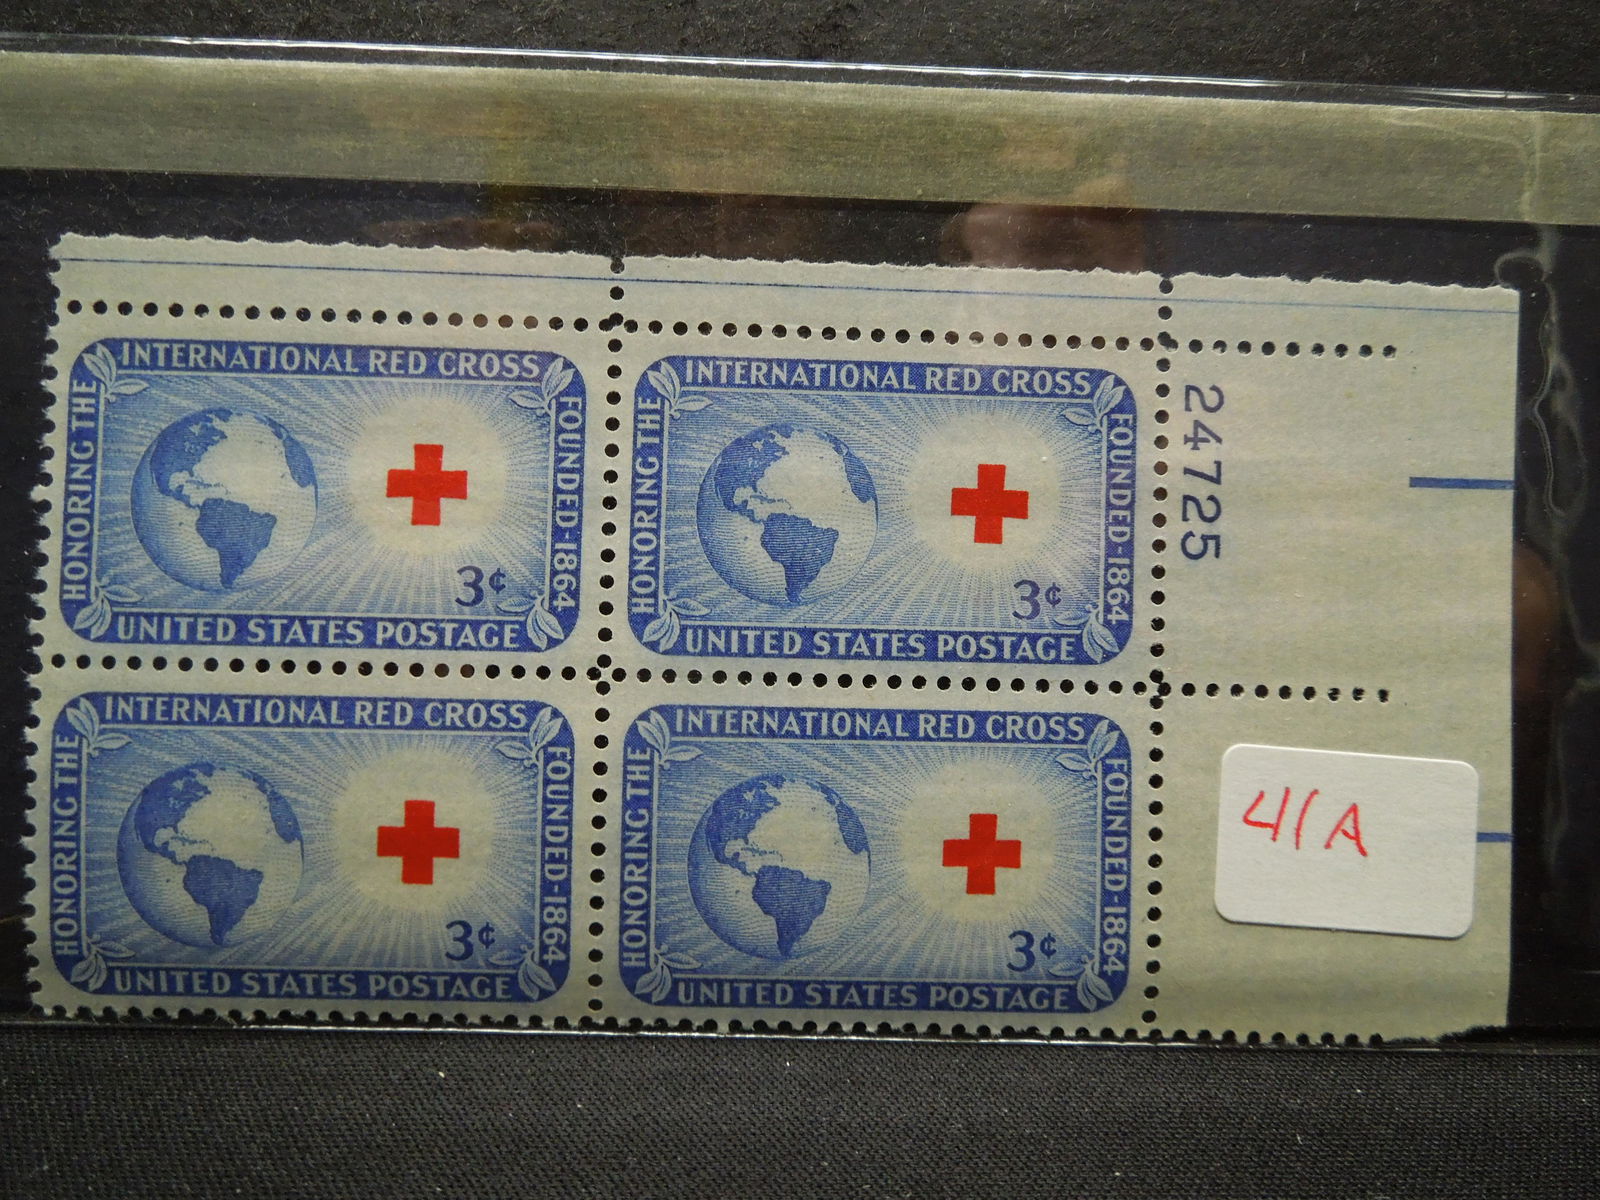 INTERNATIONAL RED CROSS
HONORING THE
FOUNDED-1864
3¢
UNITED STATES POSTAGE
INTERNATIONAL RED CROSS
HONORING THE
FOUNDED-1864
3¢
UNITED STATES POSTAGE
24725
INTERNATIONAL RED CROSS
HONORING THE
FOUNDED-1864
3¢
UNITED STATES POSTAGE
INTERNATIONAL RED CROSS
HONORING THE
FOUNDED-1864
3¢
UNITED STATES POSTAGE
41A